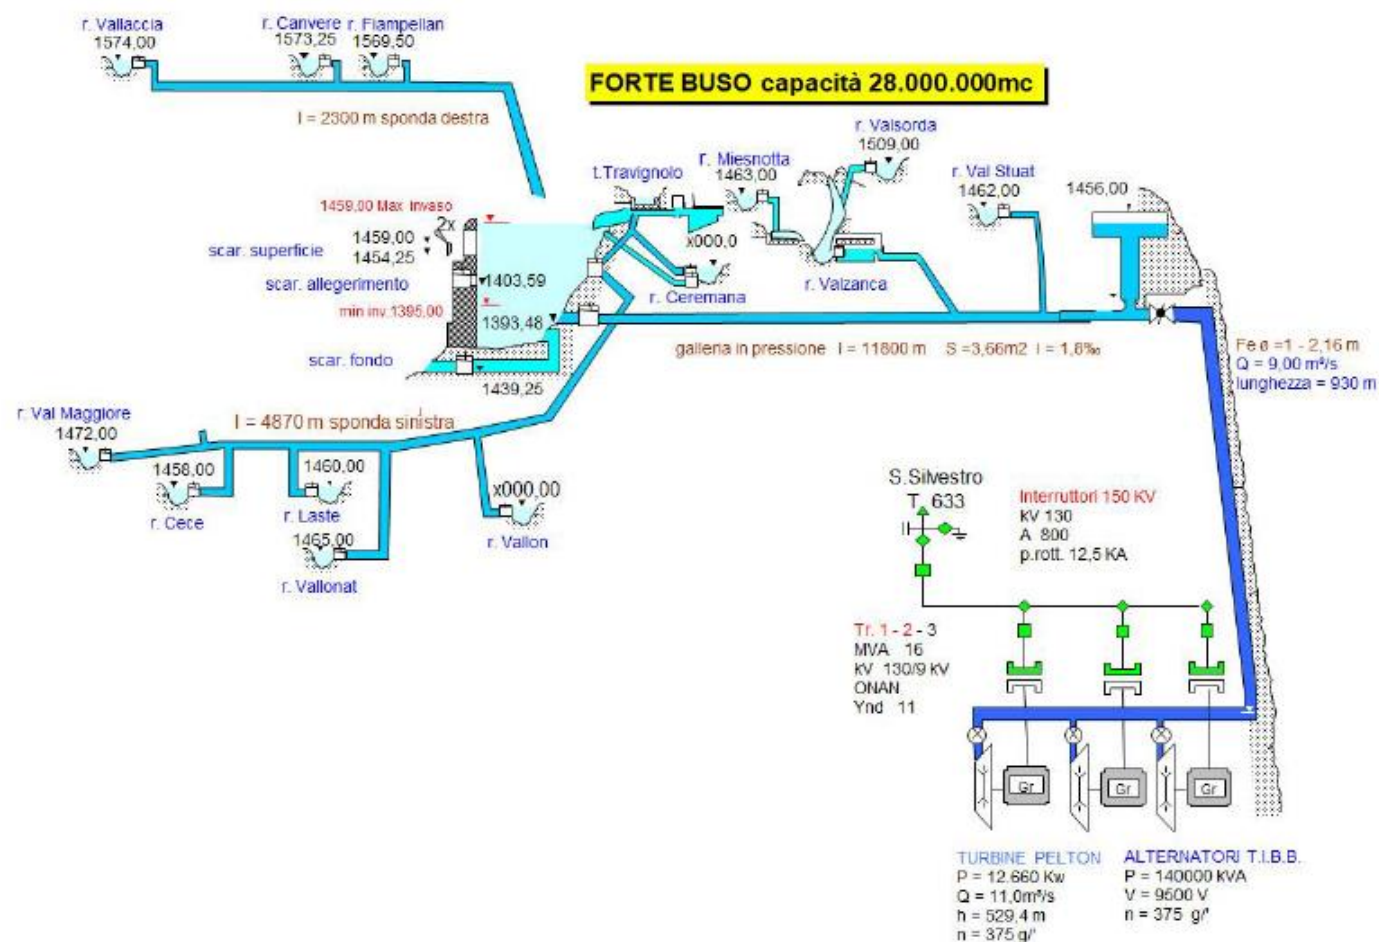 r. Vallaccia
1574,00
r. Canvere
1573,25
r. Fiampellan
1569,50
FORTE BUSO capacità 28.000.000mc
l = 2300 m sponda destra
r. Valsorda
1509,00
t.Travignolo
r. Miesnotta
1463,00
r. Val Stuat
1462,00
1456,00
1459,00 Max invaso
2x
1459,00
scar. superficie
1454,25
x000,0
1403,59
scar. allegerimento
r. Ceremana
r. Valzanca
min inv.1395,00
1393,48
galleria in pressione l = 11800 m S =3,66m2 i = 1,6‰
Fe ø =1 - 2,16 m
Q = 9,00 m³/s
lunghezza = 930 m
scar. fondo
1439,25
r. Val Maggiore
1472,00
l = 4870 m sponda sinistra
1458,00
r. Cece
1460,00
r. Laste
x000,00
r. Vallon
1465,00
r. Vallonat
S.Silvestro
T. 633
Interruttori 150 KV
kV 130
A 800
p.rott. 12,5 KA
Tr. 1 - 2 - 3
MVA 16
kV 130/9 kV
ONAN
Ynd 11
Gr
Gr
Gr
TURBINE PELTON
P = 12.660 Kw
Q = 11,0m³/s
h = 529,4 m
n = 375 g/'
ALTERNATORI T.I.B.B.
P = 140000 kVA
V = 9500 V
n = 375 g/'